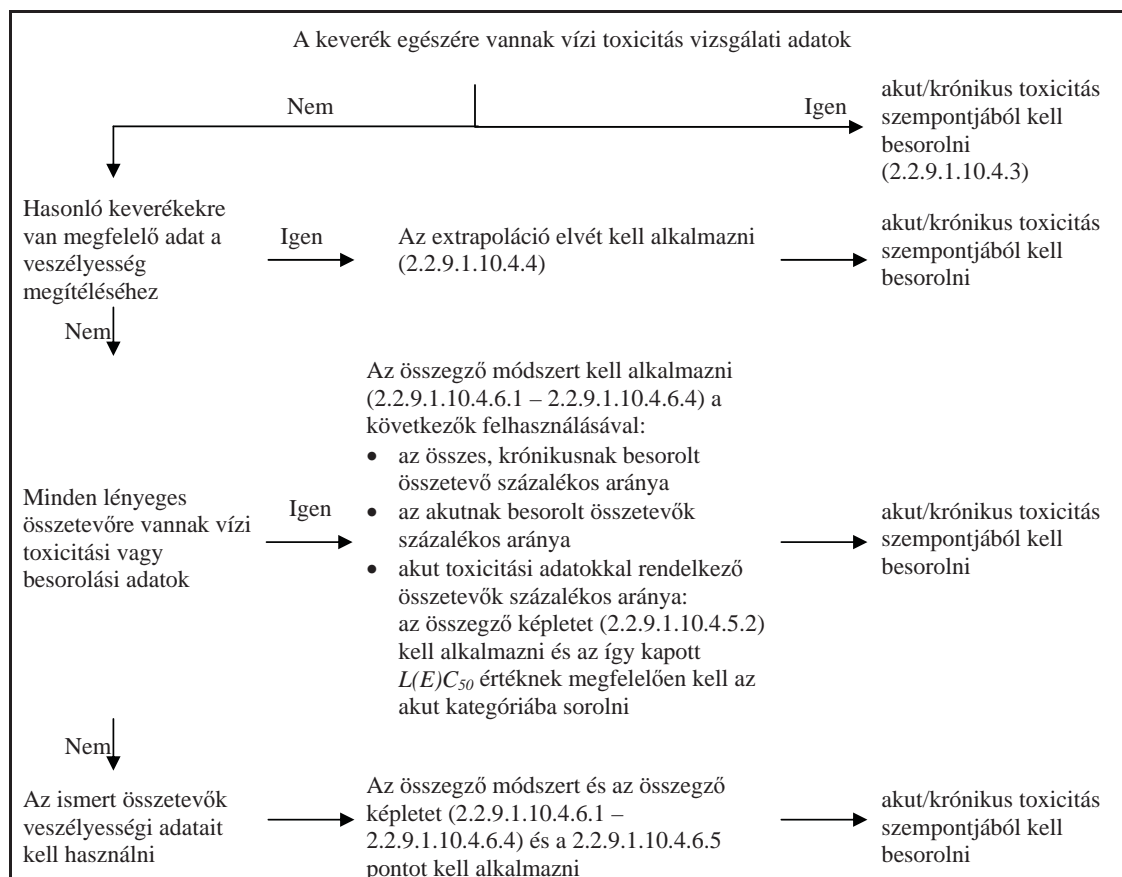 A keverék egészére vannak vízi toxicitás vizsgálati adatok
Nem
Igen
akut/krónikus toxicitás
szempontjából kell
besorolni
(2.2.9.1.10.4.3)
Hasonló keverékekre
van megfelelő adat a
veszélyesség
megítéléséhez
Igen
Az extrapoláció elvét kell alkalmazni
(2.2.9.1.10.4.4)
akut/krónikus toxicitás
szempontjából kell
besorolni
Nem
Minden lényeges
összetevőre vannak vízi
toxicitási vagy
besorolási adatok
Igen
Az összegző módszert kell alkalmazni
(2.2.9.1.10.4.6.1 – 2.2.9.1.10.4.6.4) a
következők felhasználásával:
• az összes, krónikusnak besorolt
összetevő százalékos aránya
• az akutnak besorolt összetevők
százalékos aránya
• akut toxicitási adatokkal rendelkező
összetevők százalékos aránya:
az összegző képletet (2.2.9.1.10.4.5.2)
kell alkalmazni és az így kapott
L(E)C50 értéknek megfelelően kell az
akut kategóriába sorolni
akut/krónikus toxicitás
szempontjából kell
besorolni
Nem
Az ismert összetevők
veszélyességi adatait
kell használni
Az összegző módszert és az összegző
képletet (2.2.9.1.10.4.6.1 –
2.2.9.1.10.4.6.4) és a 2.2.9.1.10.4.6.5
pontot kell alkalmazni
akut/krónikus toxicitás
szempontjából kell
besorolni